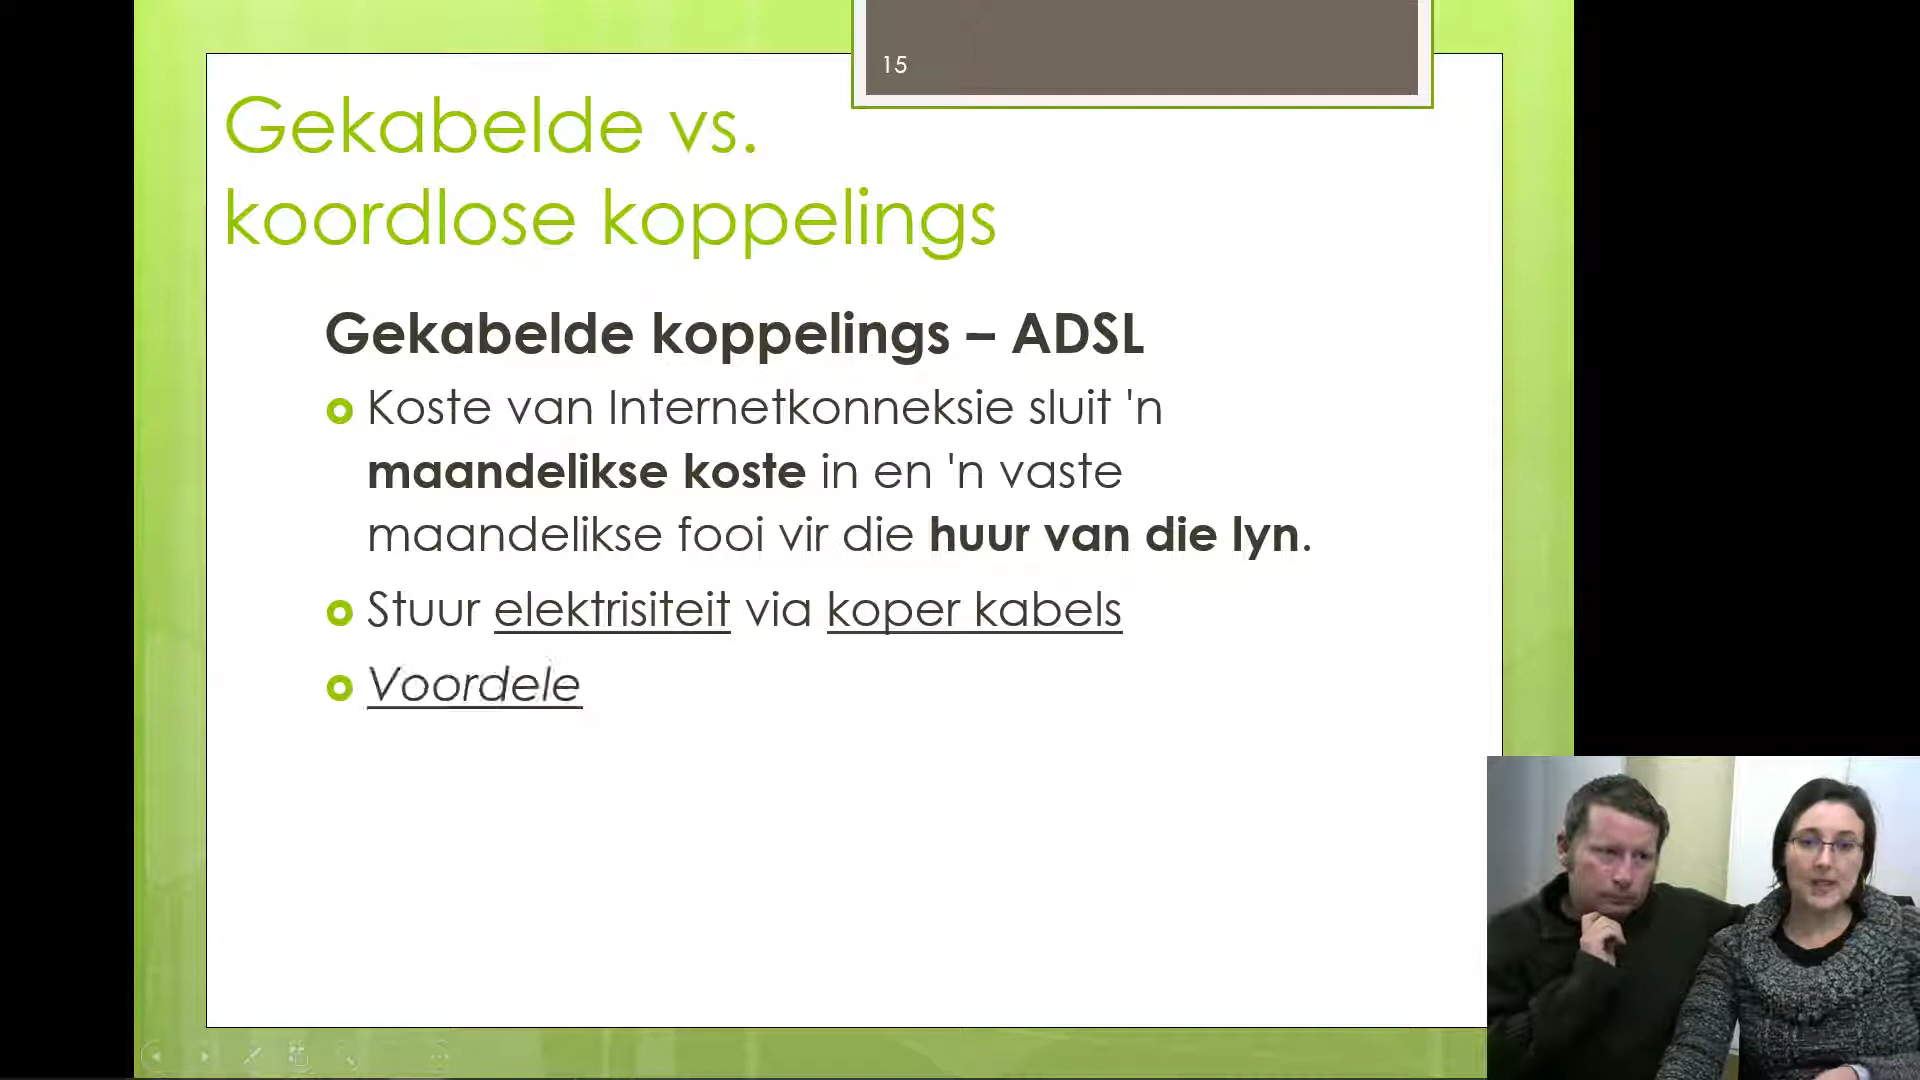 15
Gekabelde vs.
koordlose koppelings
Gekabelde koppelings – ADSL
Koste van Internetkonneksie sluit 'n
maandelikse koste in en 'n vaste
maandelikse fooi vir die huur van die lyn.
Stuur elektrisiteit via koper kabels
Voordele